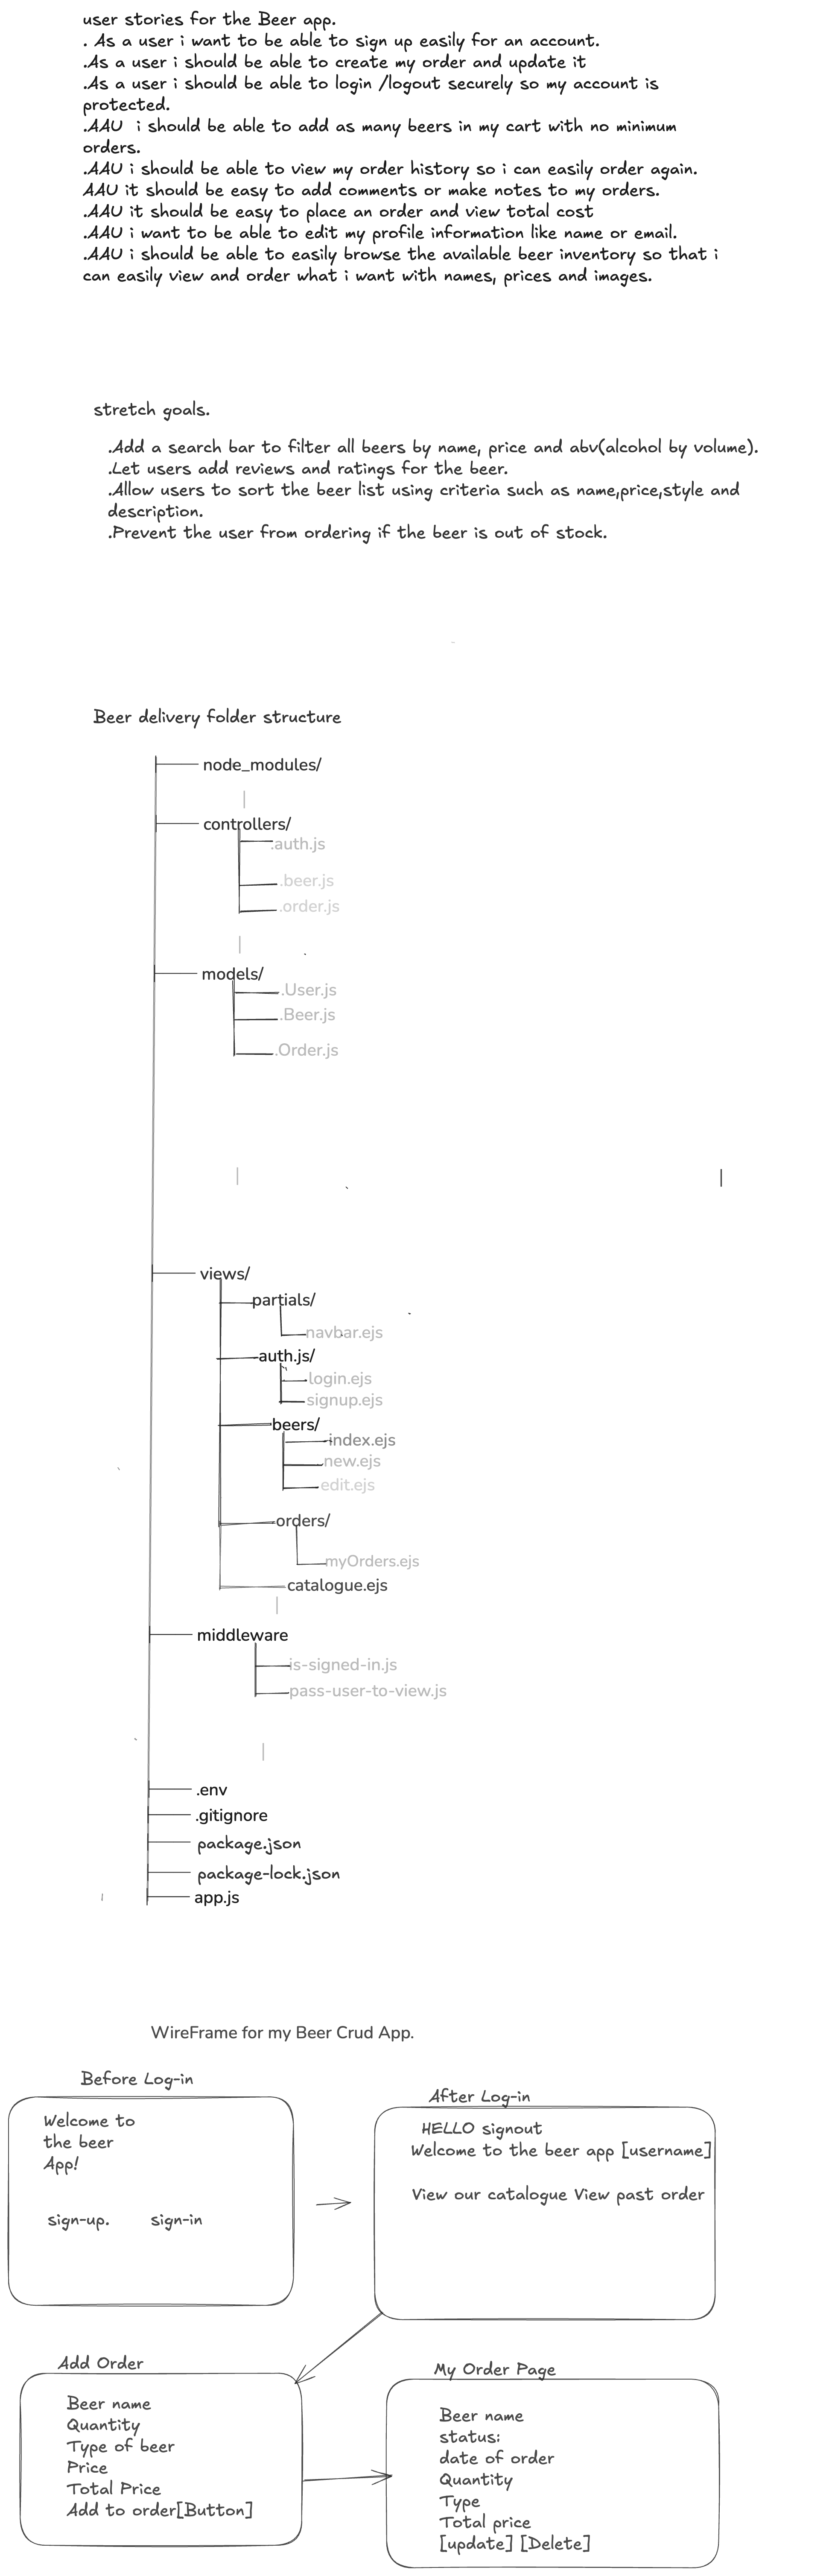 user stories for the Beer app.
. As a user i want to be able to sign up easily for an account.
.As a user i should be able to create my order and update it
.As a user i should be able to login /logout securely so my account is
protected.
.AAU i should be able to add as many beers in my cart with no minimum
orders.
.AAU i should be able to view my order history so i can easily order again.
AAU it should be easy to add comments or make notes to my orders.
.AAU it should be easy to place an order and view total cost
.AAU i want to be able to edit my profile information like name or email.
.AAU i should be able to easily browse the available beer inventory so that i
can easily view and order what i want with names, prices and images.
stretch goals.
.Add a search bar to filter all beers by name, price and abv(alcohol by volume).
.Let users add reviews and ratings for the beer.
.Allow users to sort the beer list using criteria such as name,price,style and
description.
.Prevent the user from ordering if the beer is out of stock.
Beer delivery folder structure
node_modules/
controllers/
.auth.js
.beer.js
.order.js
models/
.User.js
.Beer.js
.Order.js
views/
partials/
navbar.ejs
auth.js/
login.ejs
signup.ejs
beers/
index.ejs
new.ejs
edit.ejs
orders/
myOrders.ejs
catalogue.ejs
middleware
is-signed-in.js
pass-user-to-view.js
.env
.gitignore
package.json
package-lock.json
app.js
WireFrame for my Beer Crud App.
Before Log-in
Welcome to
the beer
App!
sign-up. sign-in
After Log-in
HELLO signout
Welcome to the beer app [username]
View our catalogue View past order
Add Order
Beer name
Quantity
Type of beer
Price
Total Price
Add to order[Button]
My Order Page
Beer name
status:
date of order
Quantity
Type
Total price
[update] [Delete]